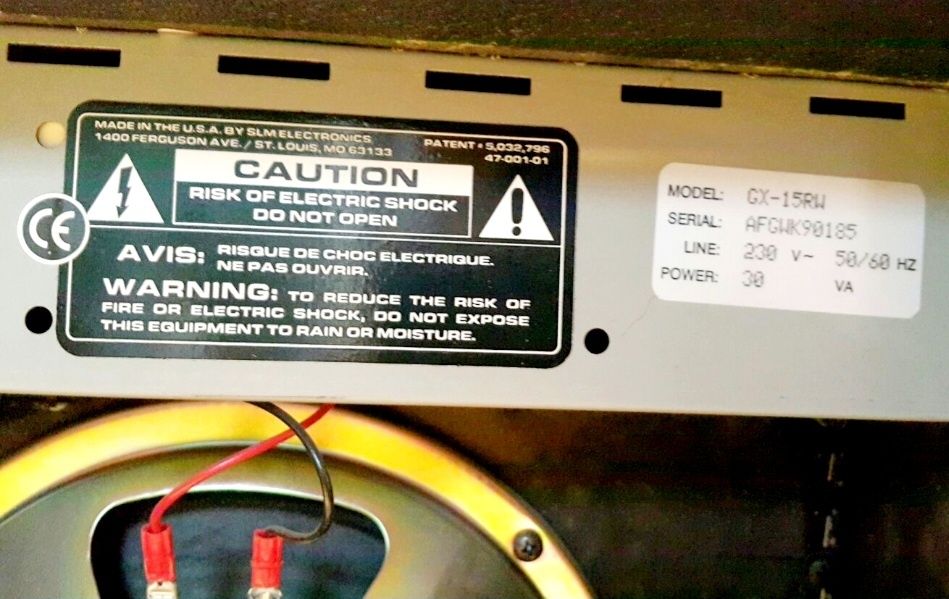 MADE IN THE U.S.A. BY SLM ELECTRONICS
1400 FERGUSON AVE. / ST. LOUIS, MO 63133
PATENT • 5,032,796
47-001-01
CAUTION
RISK OF ELECTRIC SHOCK
DO NOT OPEN
CE
AVIS: RISQUE DE CHOC ELECTRIQUE.
NE PAS OUVRIR.
WARNING: TO REDUCE THE RISK OF
FIRE OR ELECTRIC SHOCK, DO NOT EXPOSE
THIS EQUIPMENT TO RAIN OR MOISTURE.
MODEL: GX-15RW
SERIAL: AFGWK90185
LINE: 230 V~ 50/60 HZ
POWER: 30 VA